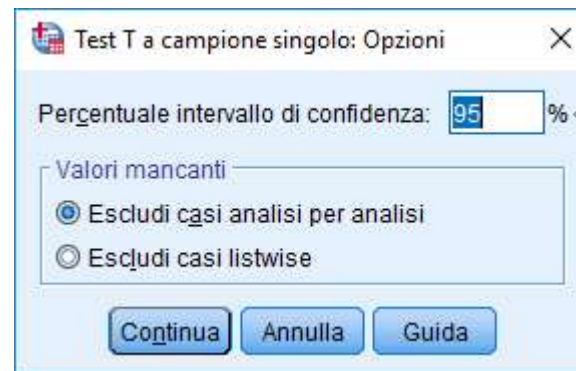 Test T a campione singolo: Opzioni
Percentuale intervallo di confidenza: 95 %
Valori mancanti
Escludi casi analisi per analisi
Escludi casi listwise
Continua Annulla Guida